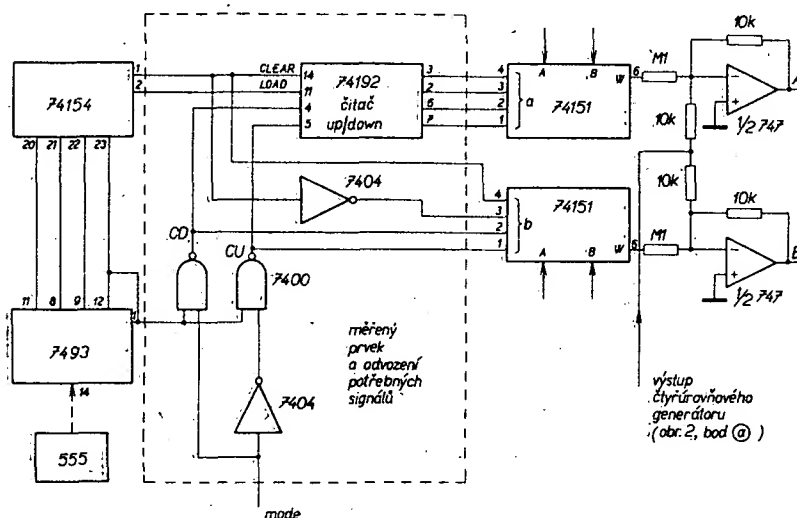 74154
1
2
20
21
22
23
11
8
9
12
1
7493
14
555
CLEAR
LOAD
14
11
4
5
74192
čítač
up/down
3
2
6
7
7404
CD
CU
7400
7404
měřený
prvek
a odvození
potřebných
signálů
mode
A
B
W
4
3
2
1
a
74151
6
M1
10k
-
+
1/2 747
A
10k
10k
4
3
2
1
b
74151
A
B
W
6
M1
10k
-
+
1/2 747
B
výstup
čtyřúrovňového
generátoru
(obr. 2, bod ⓐ)